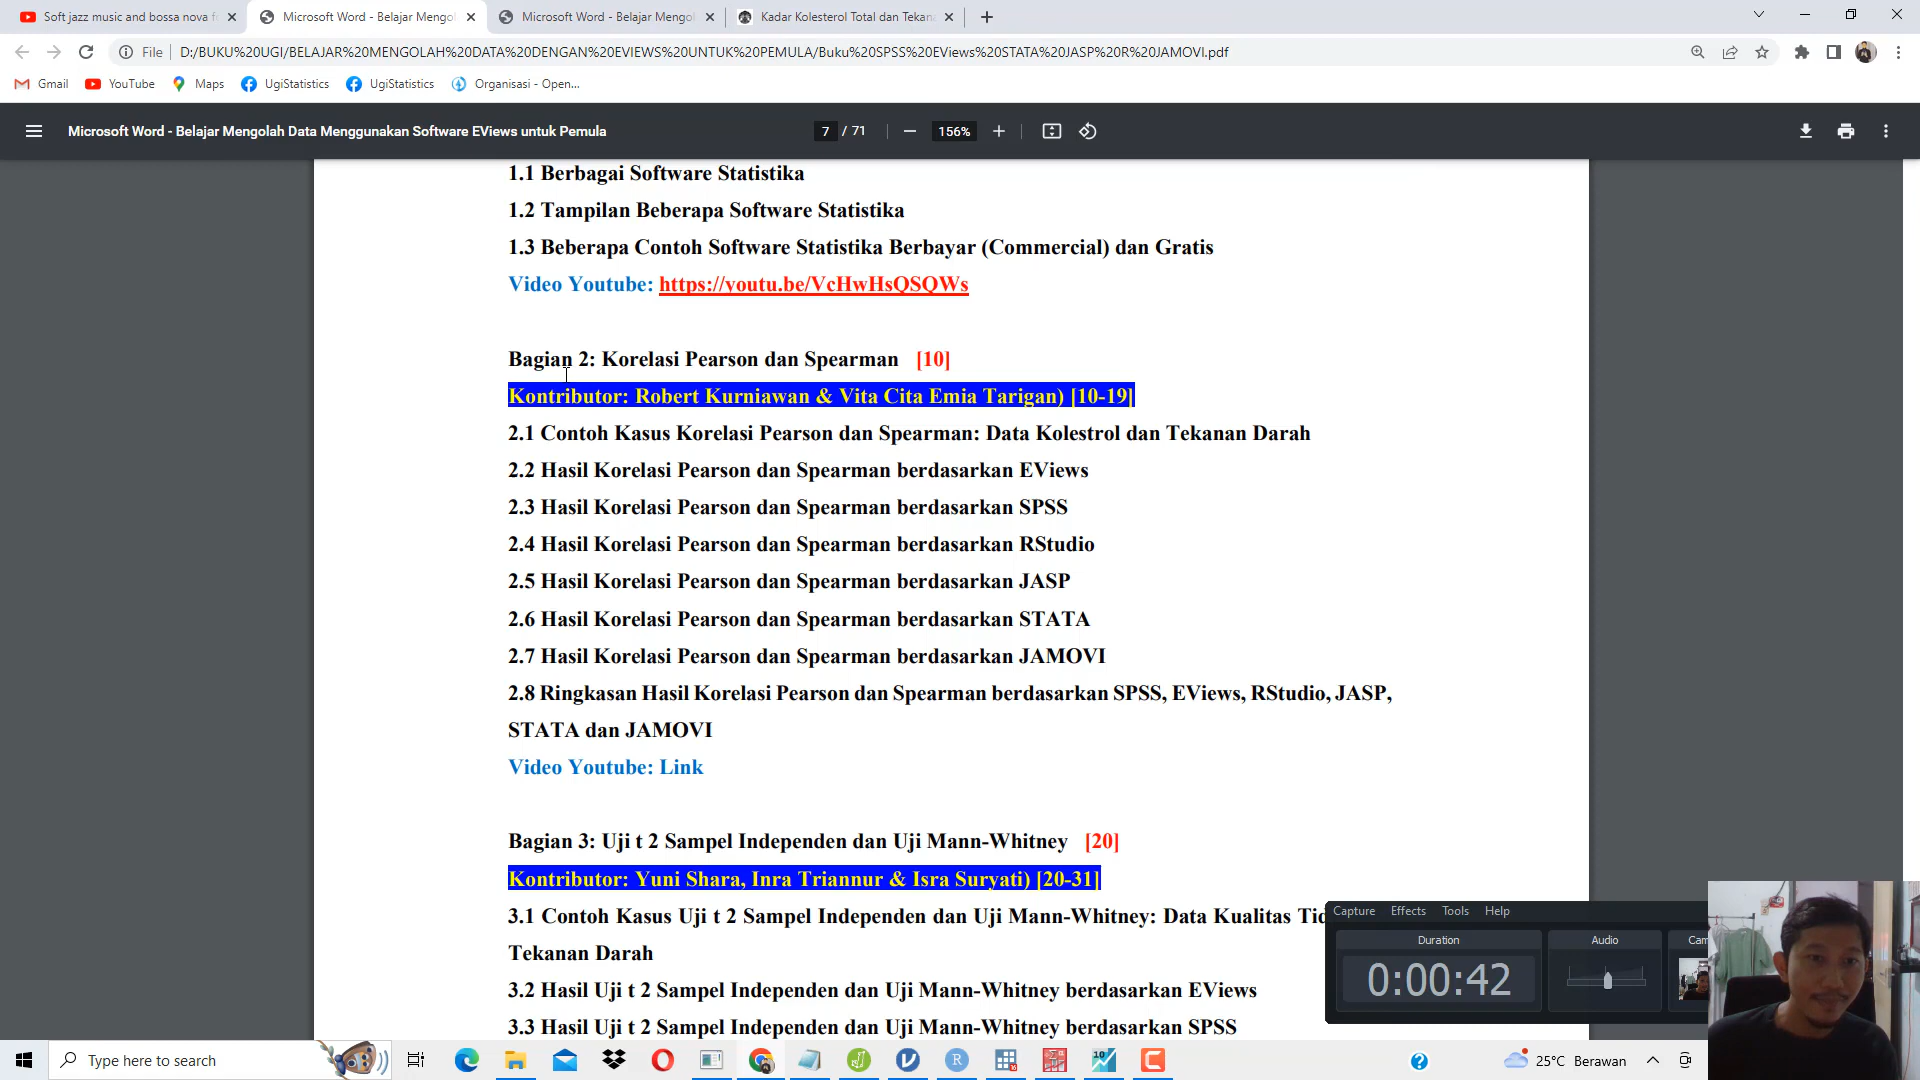 Soft jazz music and bossa nova f
Microsoft Word - Belajar Mengol
Microsoft Word - Belajar Mengol
Kadar Kolesterol Total dan Tekan
File
D:/BUKU%20UGI/BELAJAR%20MENGOLAH%20DATA%20DENGAN%20EVIEWS%20UNTUK%20PEMULA/Buku%20SPSS%20EViews%20STATA%20JASP%20R%20JAMOVI.pdf
Gmail
YouTube
Maps
UgiStatistics
UgiStatistics
Organisasi - Open...
Microsoft Word - Belajar Mengolah Data Menggunakan Software EViews untuk Pemula
7 / 71
156%
1.1 Berbagai Software Statistika
1.2 Tampilan Beberapa Software Statistika
1.3 Beberapa Contoh Software Statistika Berbayar (Commercial) dan Gratis
Video Youtube: https://youtu.be/VcHwHsQSQWs
Bagian 2: Korelasi Pearson dan Spearman [10]
Kontributor: Robert Kurniawan & Vita Cita Emia Tarigan) [10-19]
2.1 Contoh Kasus Korelasi Pearson dan Spearman: Data Kolestrol dan Tekanan Darah
2.2 Hasil Korelasi Pearson dan Spearman berdasarkan EViews
2.3 Hasil Korelasi Pearson dan Spearman berdasarkan SPSS
2.4 Hasil Korelasi Pearson dan Spearman berdasarkan RStudio
2.5 Hasil Korelasi Pearson dan Spearman berdasarkan JASP
2.6 Hasil Korelasi Pearson dan Spearman berdasarkan STATA
2.7 Hasil Korelasi Pearson dan Spearman berdasarkan JAMOVI
2.8 Ringkasan Hasil Korelasi Pearson dan Spearman berdasarkan SPSS, EViews, RStudio, JASP,
STATA dan JAMOVI
Video Youtube: Link
Bagian 3: Uji t 2 Sampel Independen dan Uji Mann-Whitney [20]
Kontributor: Yuni Shara, Inra Triannur & Isra Suryati) [20-31]
3.1 Contoh Kasus Uji t 2 Sampel Independen dan Uji Mann-Whitney: Data Kualitas Tid
Tekanan Darah
3.2 Hasil Uji t 2 Sampel Independen dan Uji Mann-Whitney berdasarkan EViews
3.3 Hasil Uji t 2 Sampel Independen dan Uji Mann-Whitney berdasarkan SPSS
Capture
Effects
Tools
Help
Duration
Audio
Cam
0:00:42
Type here to search
25°C Berawan